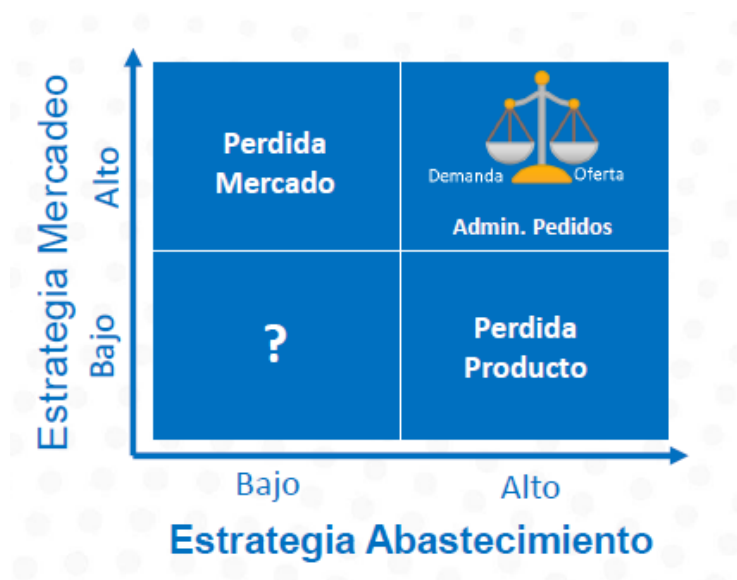 Estrategia Mercadeo
Alto
Bajo
Perdida
Mercado
Demanda
Oferta
Admin. Pedidos
?
Perdida
Producto
Bajo
Alto
Estrategia Abastecimiento